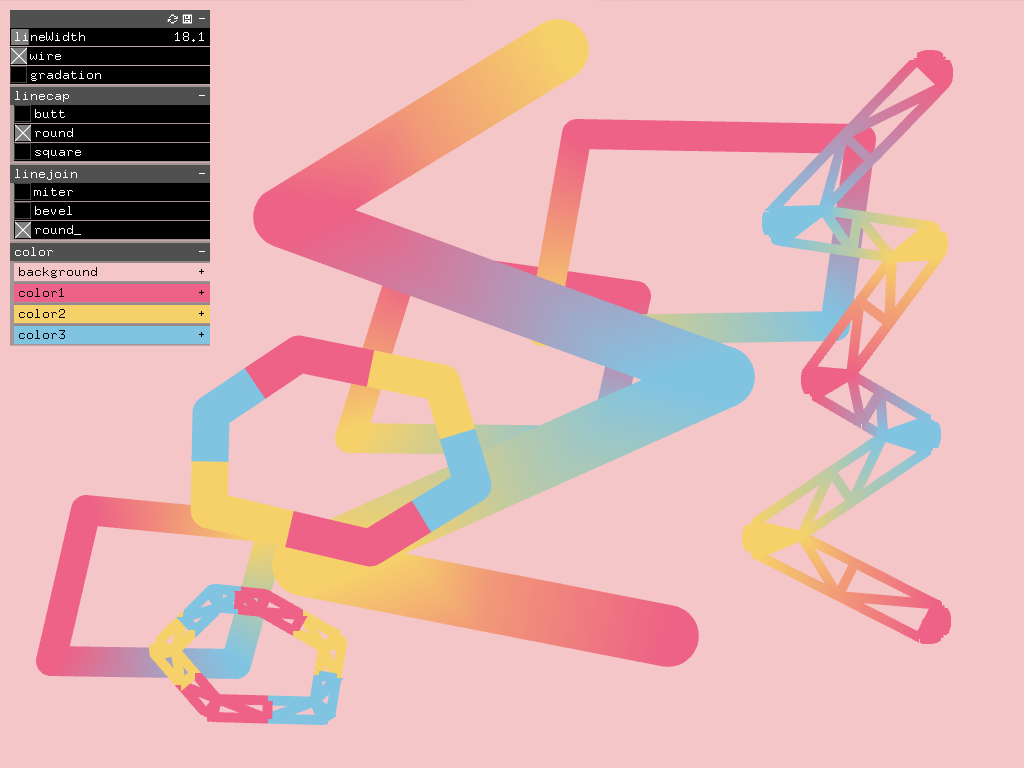 lineWidth 18.1
wire
gradation
linecap
butt
round
square
linejoin
miter
bevel
round_
color
background +
color1 +
color2 +
color3 +